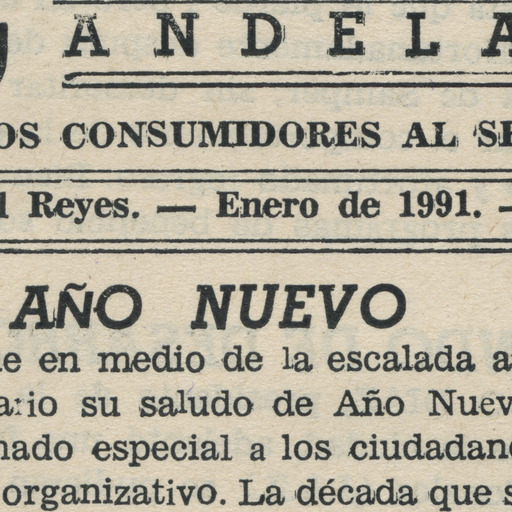 ANDELA
OS CONSUMIDORES AL SE
l Reyes. — Enero de 1991. —
AÑO NUEVO
e en medio de la escalada a
ario su saludo de Año Nuev
nado especial a los ciudadan
organizativo. La década que s